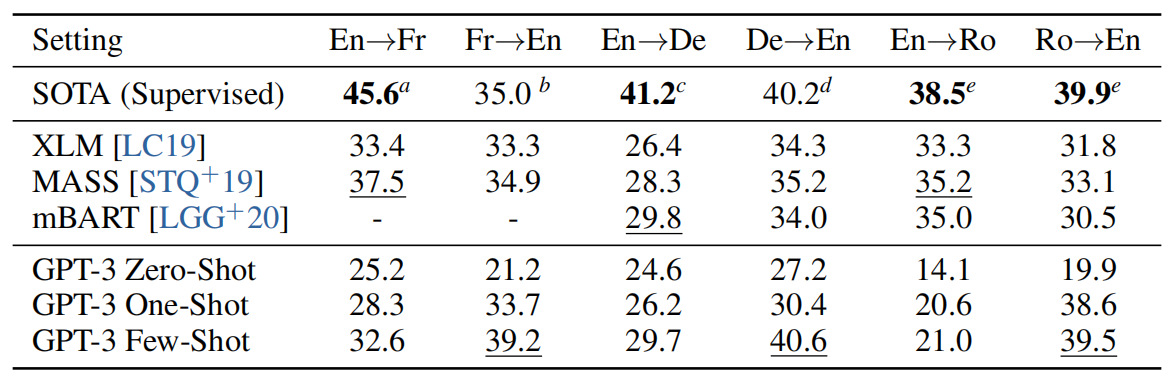 Setting En→Fr Fr→En En→De De→En En→Ro Ro→En
SOTA (Supervised) 45.6a 35.0 b 41.2c 40.2d 38.5e 39.9e
XLM [LC19] 33.4 33.3 26.4 34.3 33.3 31.8
MASS [STQ+19] 37.5 34.9 28.3 35.2 35.2 33.1
mBART [LGG+20] - - 29.8 34.0 35.0 30.5
GPT-3 Zero-Shot 25.2 21.2 24.6 27.2 14.1 19.9
GPT-3 One-Shot 28.3 33.7 26.2 30.4 20.6 38.6
GPT-3 Few-Shot 32.6 39.2 29.7 40.6 21.0 39.5